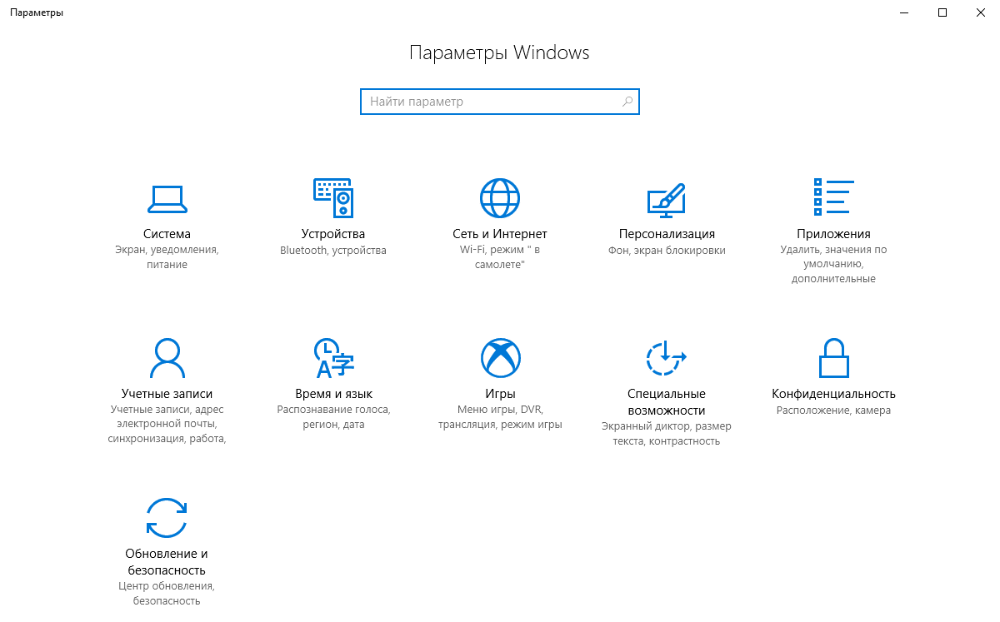 Параметры
Параметры Windows
Найти параметр
Система
Экран, уведомления,
питание
Устройства
Bluetooth, устройства
Сеть и Интернет
Wi-Fi, режим " в
самолете"
Персонализация
Фон, экран блокировки
Приложения
Удалить, значения по
умолчанию,
дополнительные
Учетные записи
Учетные записи, адрес
электронной почты,
синхронизация, работа,
Время и язык
Распознавание голоса,
регион, дата
Игры
Меню игры, DVR,
трансляция, режим игры
Специальные
возможности
Экранный диктор, размер
текста, контрастность
Конфиденциальность
Расположение, камера
Обновление и
безопасность
Центр обновления,
безопасность